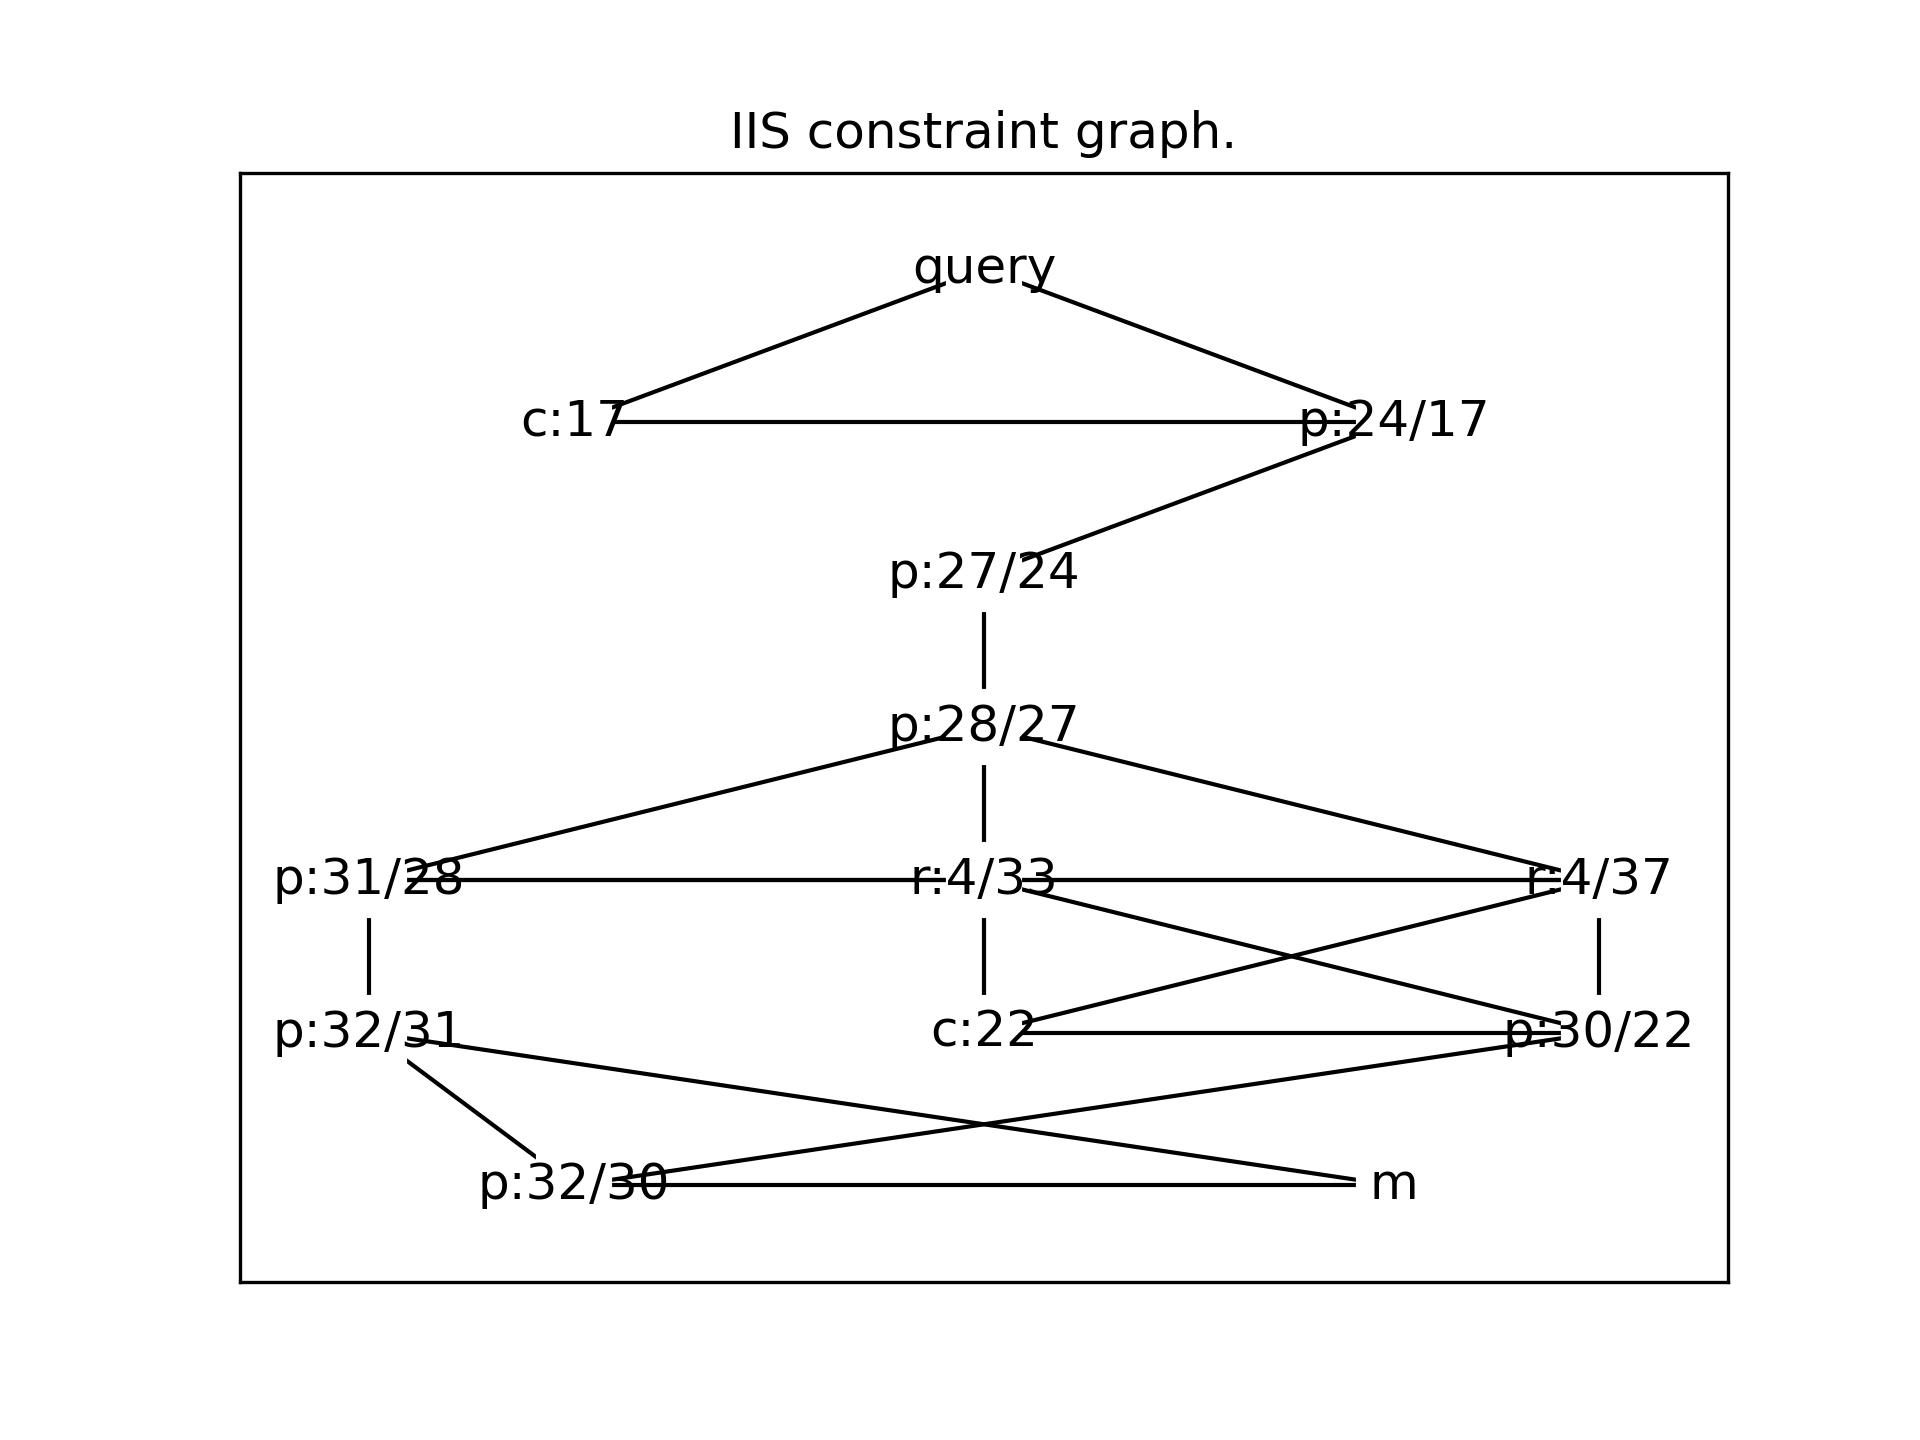 IIS constraint graph.
query
c:17 p:24/17
p:27/24
p:28/27
p:31/28 r:4/33 r:4/37
p:32/31 c:22 p:30/22
p:32/30 m